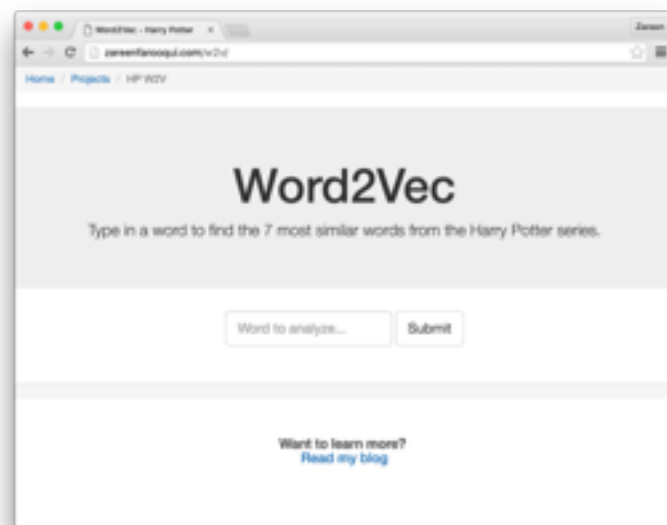 Word2Vec - Harry Potter
Zareen
zareenfarooqui.com/w2v/
Home / Projects / HP W2V
Word2Vec
Type in a word to find the 7 most similar words from the Harry Potter series.
Word to analyze... Submit
Want to learn more?
Read my blog